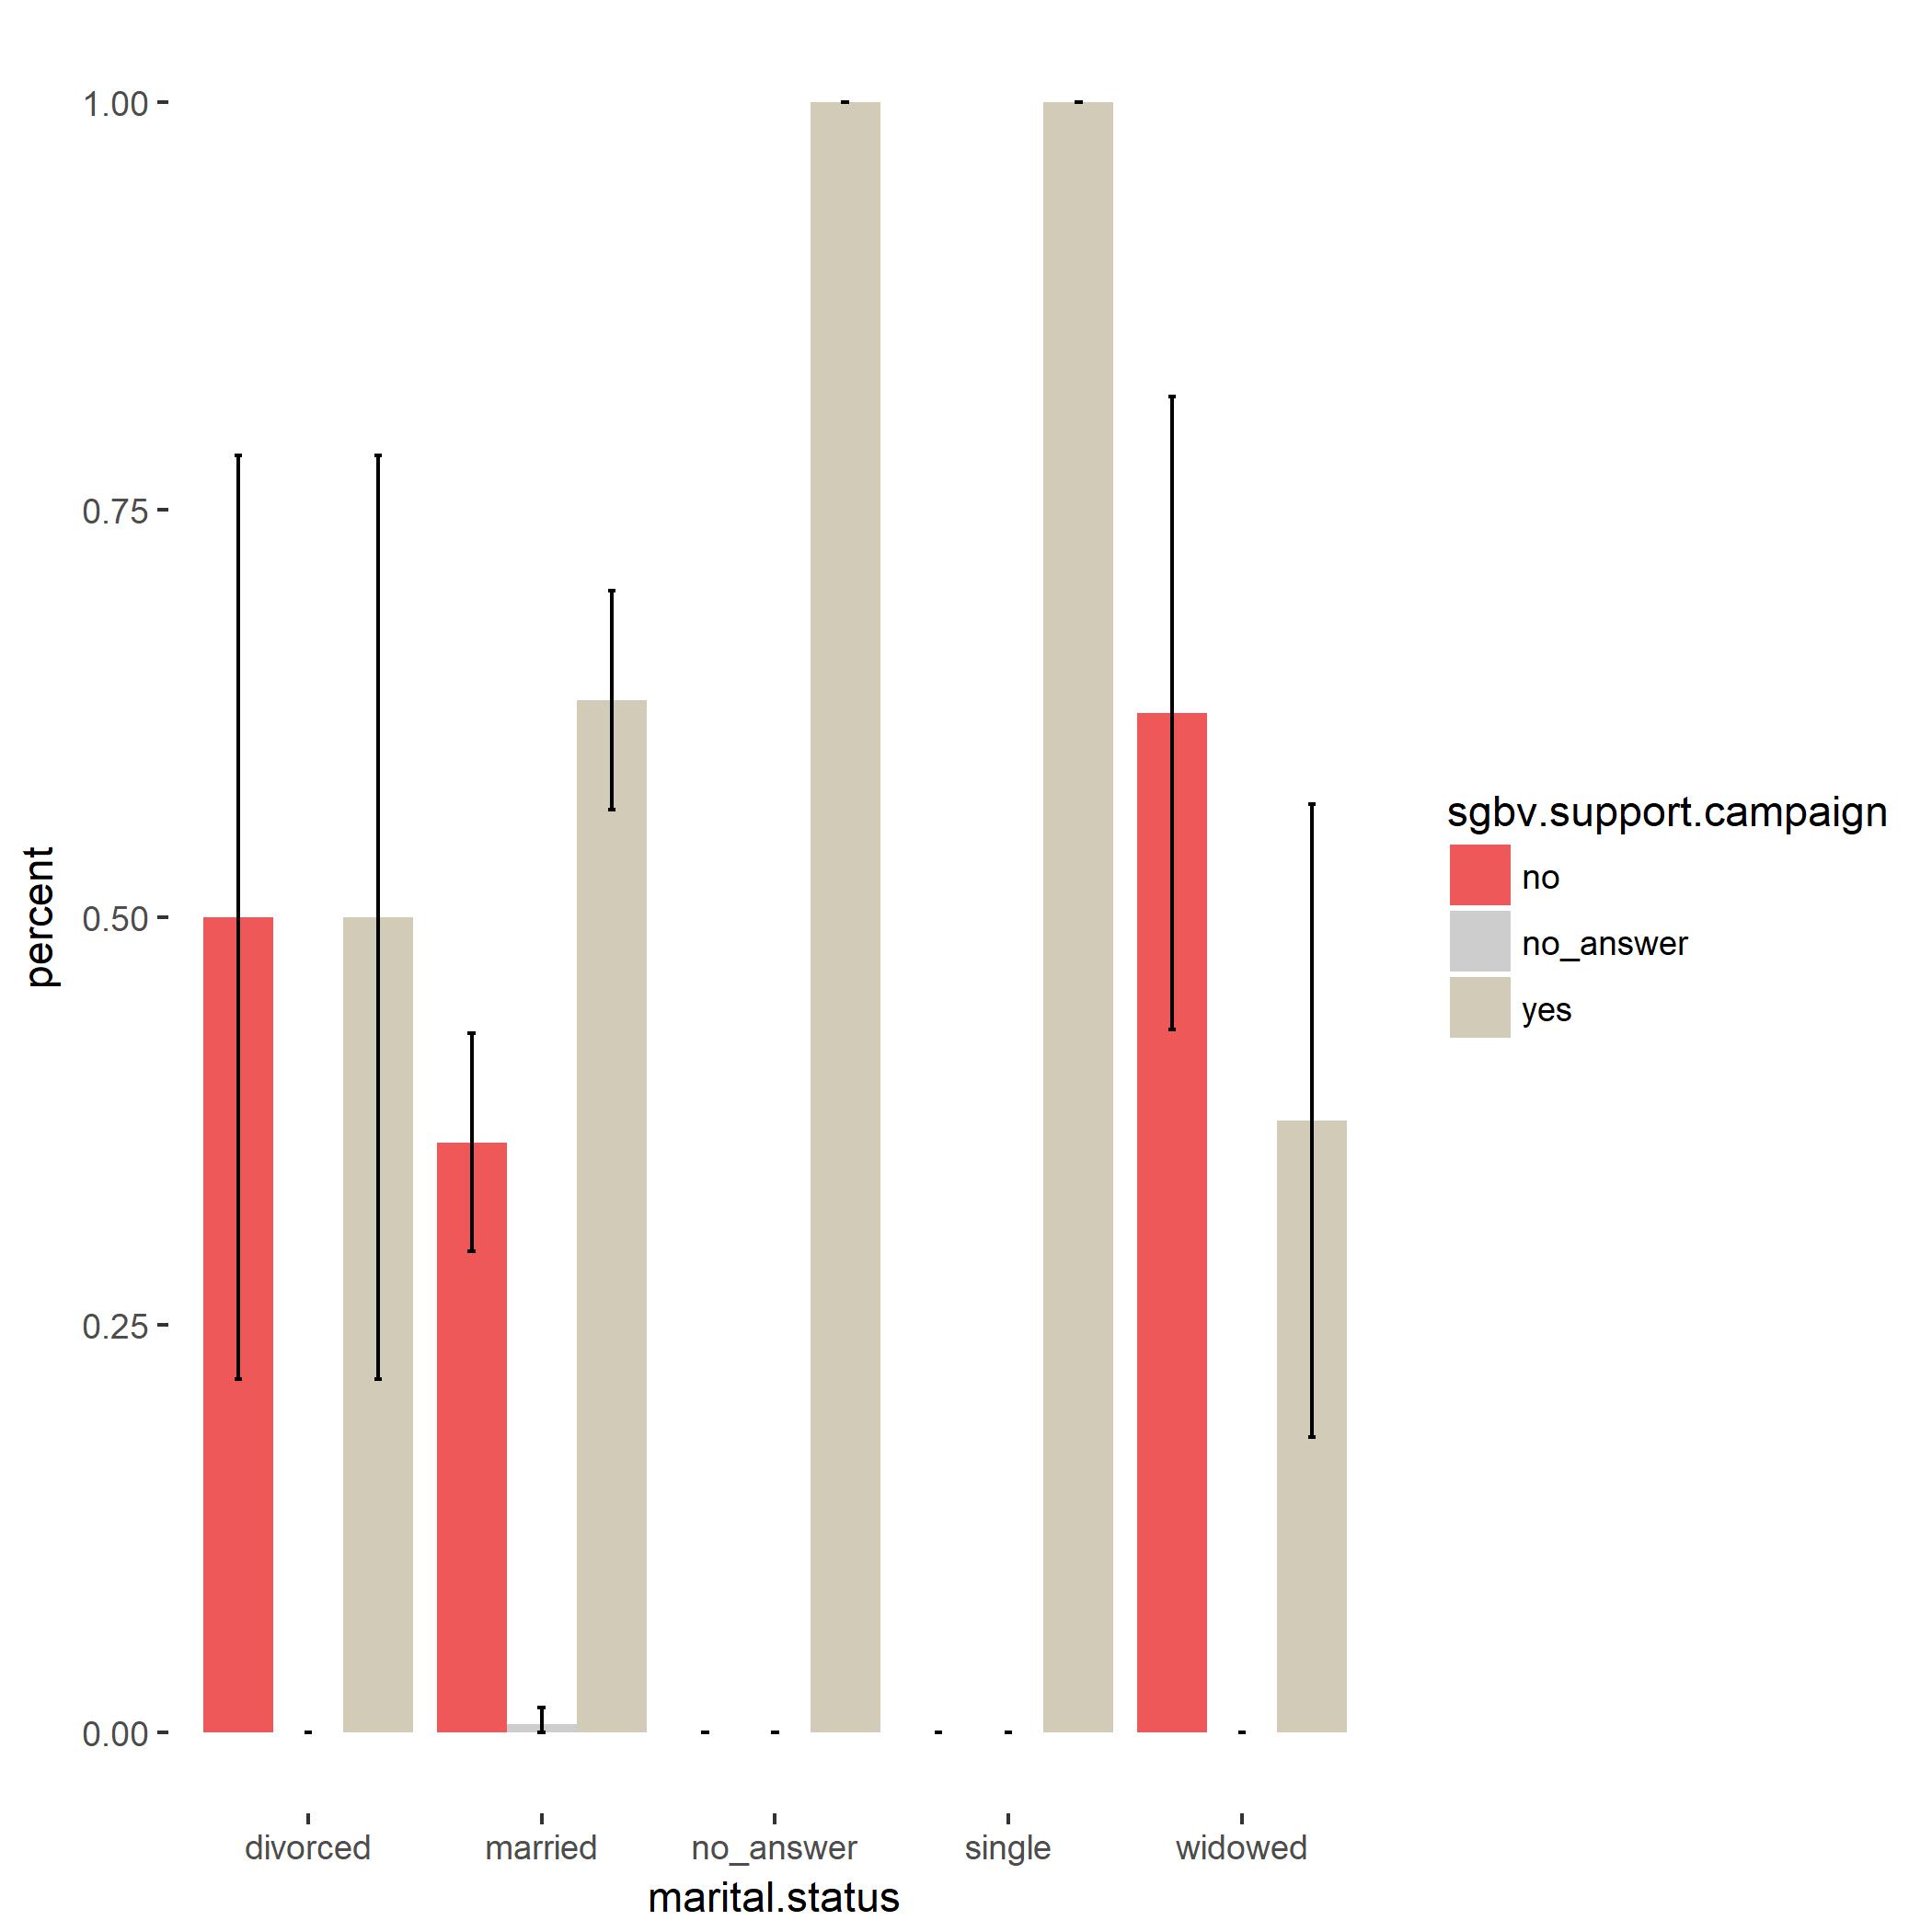 1.00
0.75
0.50
0.25
0.00
percent
divorced married no_answer single widowed
marital.status
sgbv.support.campaign
no
no_answer
yes